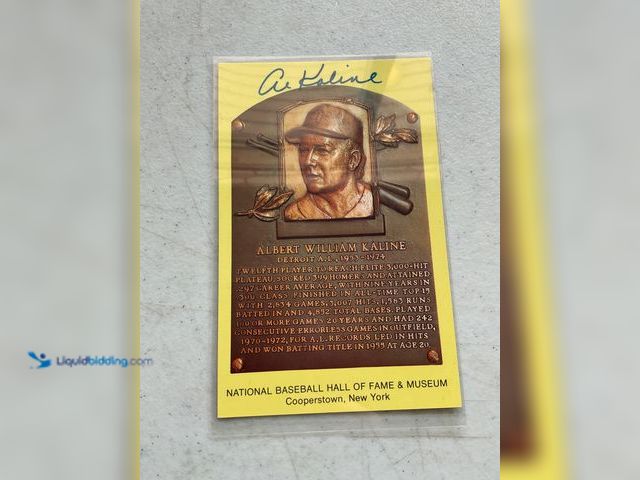 Al Kaline
ALBERT WILLIAM KALINE
DETROIT A.L., 1953-1974
TWELFTH PLAYER TO REACH ELITE 3,000-HIT
PLATEAU. SOCKED 399 HOMERS AND ATTAINED
.297 CAREER AVERAGE, WITH NINE YEARS IN
.300 CLASS. FINISHED IN ALL-TIME TOP 15
WITH 2,834 GAMES, 3,007 HITS, 1,583 RUNS
BATTED IN AND 4,852 TOTAL BASES. PLAYED
100 OR MORE GAMES 20 YEARS AND HAD 242
CONSECUTIVE ERRORLESS GAMES IN OUTFIELD,
1970-1972, FOR A.L. RECORDS. LED IN HITS
AND WON BATTING TITLE IN 1955 AT AGE 20.
NATIONAL BASEBALL HALL OF FAME & MUSEUM
Cooperstown, New York
Liquidbidding.com